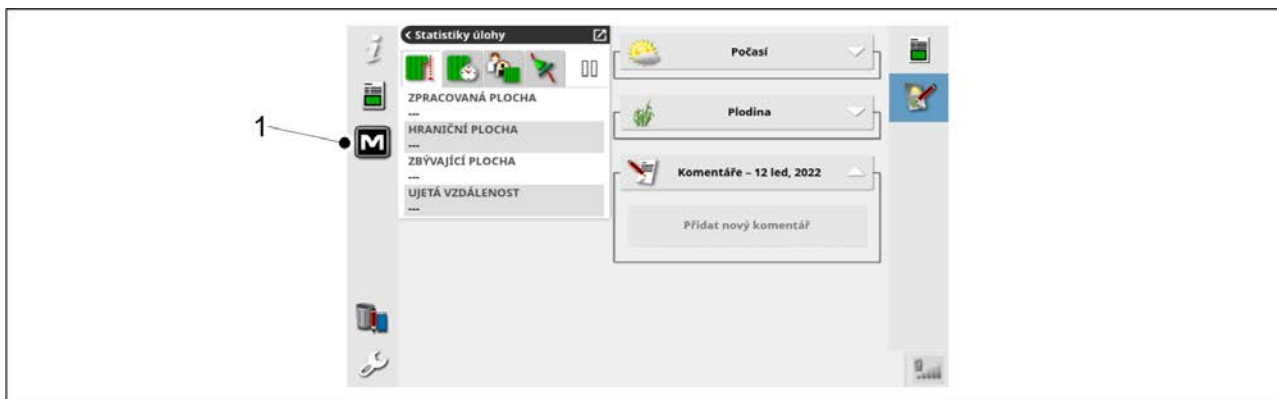 Statistiky úlohy
ZPRACOVANÁ PLOCHA
---
HRANIČNÍ PLOCHA
---
ZBÝVAJÍCÍ PLOCHA
---
UJETÁ VZDÁLENOST
---
Počasí
Plodina
Komentáře – 12 led, 2022
Přidat nový komentář
1
M